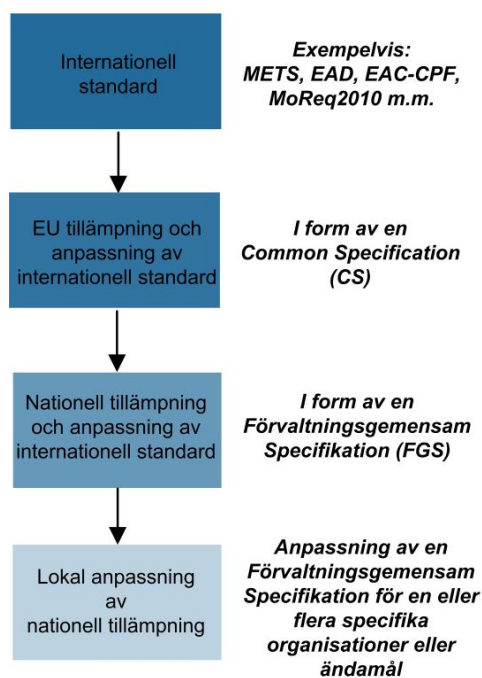 Internationell
standard
Exempelvis:
METS, EAD, EAC-CPF,
MoReq2010 m.m.
EU tillämpning och
anpassning av
internationell standard
I form av en
Common Specification
(CS)
Nationell tillämpning
och anpassning av
internationell standard
I form av en
Förvaltningsgemensam
Specifikation (FGS)
Lokal anpassning
av
nationell tillämpning
Anpassning av en
Förvaltningsgemensam
Specifikation för en eller
flera specifika
organisationer eller
ändamål